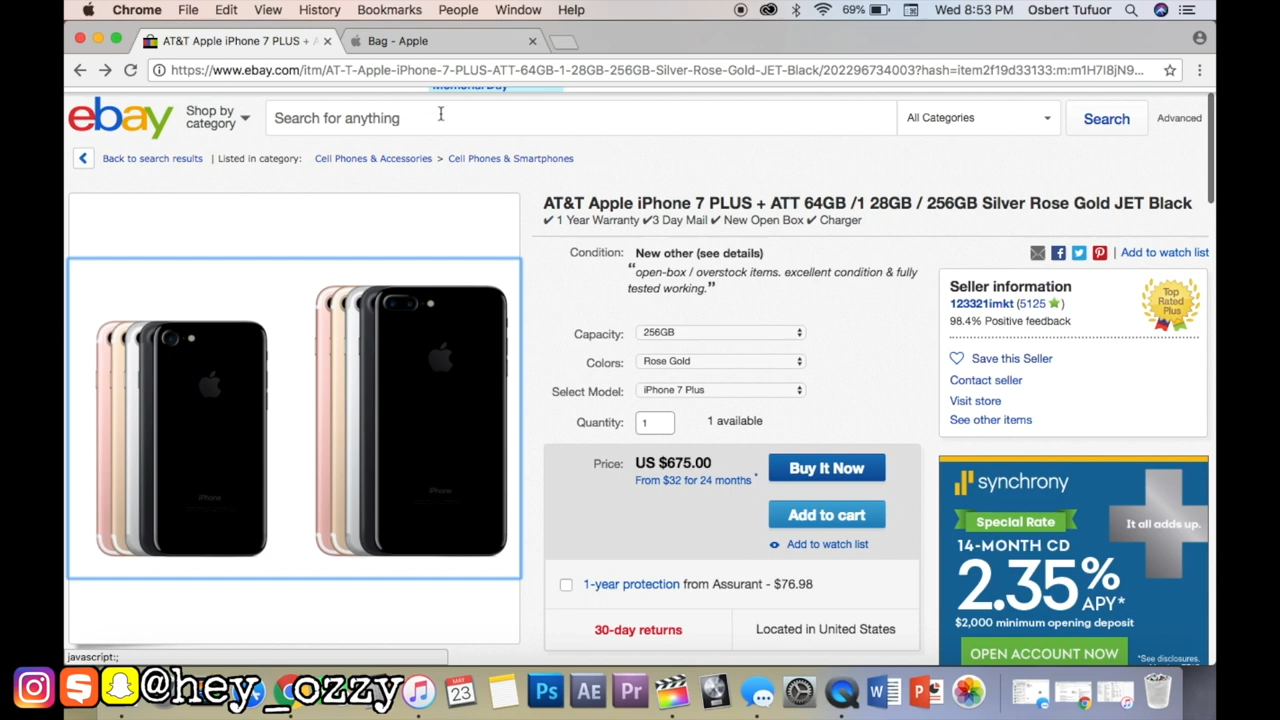 Chrome File Edit View History Bookmarks People Window Help 69% Wed 8:53 PM Osbert Tufuor
AT&T Apple iPhone 7 PLUS + A
Bag - Apple
https://www.ebay.com/itm/AT-T-Apple-iPhone-7-PLUS-ATT-64GB-1-28GB-256GB-Silver-Rose-Gold-JET-Black/202296734003?hash=item2f19d33133:m:m1H7I8jN9...
Memorial Day
ebay
Shop by category
Search for anything
All Categories
Search
Advanced
Back to search results | Listed in category: Cell Phones & Accessories > Cell Phones & Smartphones
AT&T Apple iPhone 7 PLUS + ATT 64GB /1 28GB / 256GB Silver Rose Gold JET Black
✔ 1 Year Warranty ✔3 Day Mail ✔ New Open Box ✔ Charger
Condition: New other (see details)
"open-box / overstock items. excellent condition & fully
tested working."
Capacity: 256GB
Colors: Rose Gold
Select Model: iPhone 7 Plus
Quantity: 1 1 available
Price: US $675.00
From $32 for 24 months *
Buy It Now
Add to cart
Add to watch list
1-year protection from Assurant - $76.98
30-day returns
Located in United States
Add to watch list
Seller information
123321imkt (5125 ★)
98.4% Positive feedback
Top
Rated
Plus
Save this Seller
Contact seller
Visit store
See other items
synchrony
Special Rate
14-MONTH CD
2.35%
APY*
$2,000 minimum opening deposit
It all adds up.
OPEN ACCOUNT NOW
*See disclosures.
iPhone
iPhone
javascript:;
@hey_ozzy
MAY
23
Ps
AE
Pr
W
P